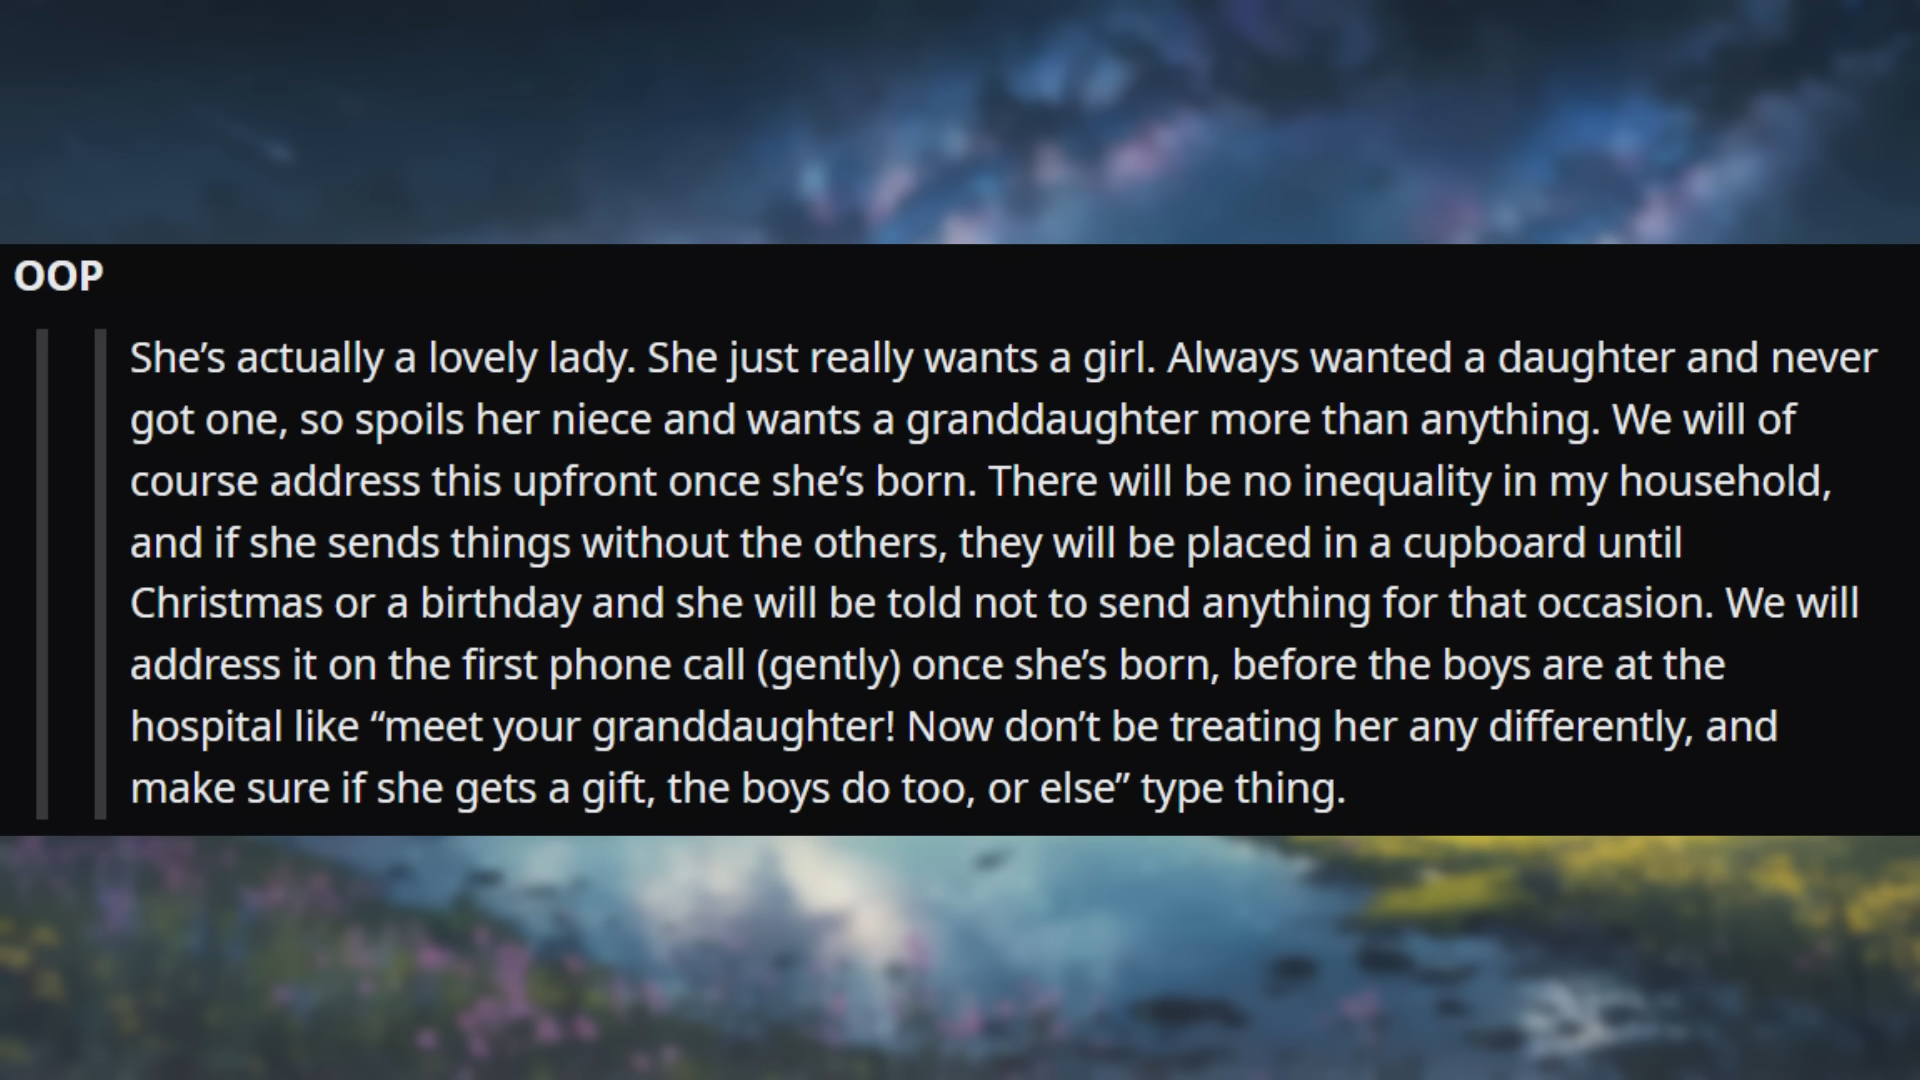 OOP
She’s actually a lovely lady. She just really wants a girl. Always wanted a daughter and never
got one, so spoils her niece and wants a granddaughter more than anything. We will of
course address this upfront once she’s born. There will be no inequality in my household,
and if she sends things without the others, they will be placed in a cupboard until
Christmas or a birthday and she will be told not to send anything for that occasion. We will
address it on the first phone call (gently) once she’s born, before the boys are at the
hospital like “meet your granddaughter! Now don’t be treating her any differently, and
make sure if she gets a gift, the boys do too, or else” type thing.